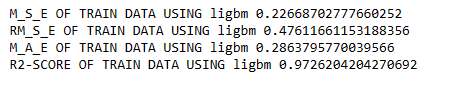 M_S_E OF TRAIN DATA USING ligbm 0.22668702777660252
RM_S_E OF TRAIN DATA USING ligbm 0.47611661153188356
M_A_E OF TRAIN DATA USING ligbm 0.2863795770039566
R2-SCORE OF TRAIN DATA USING ligbm 0.9726204204270692